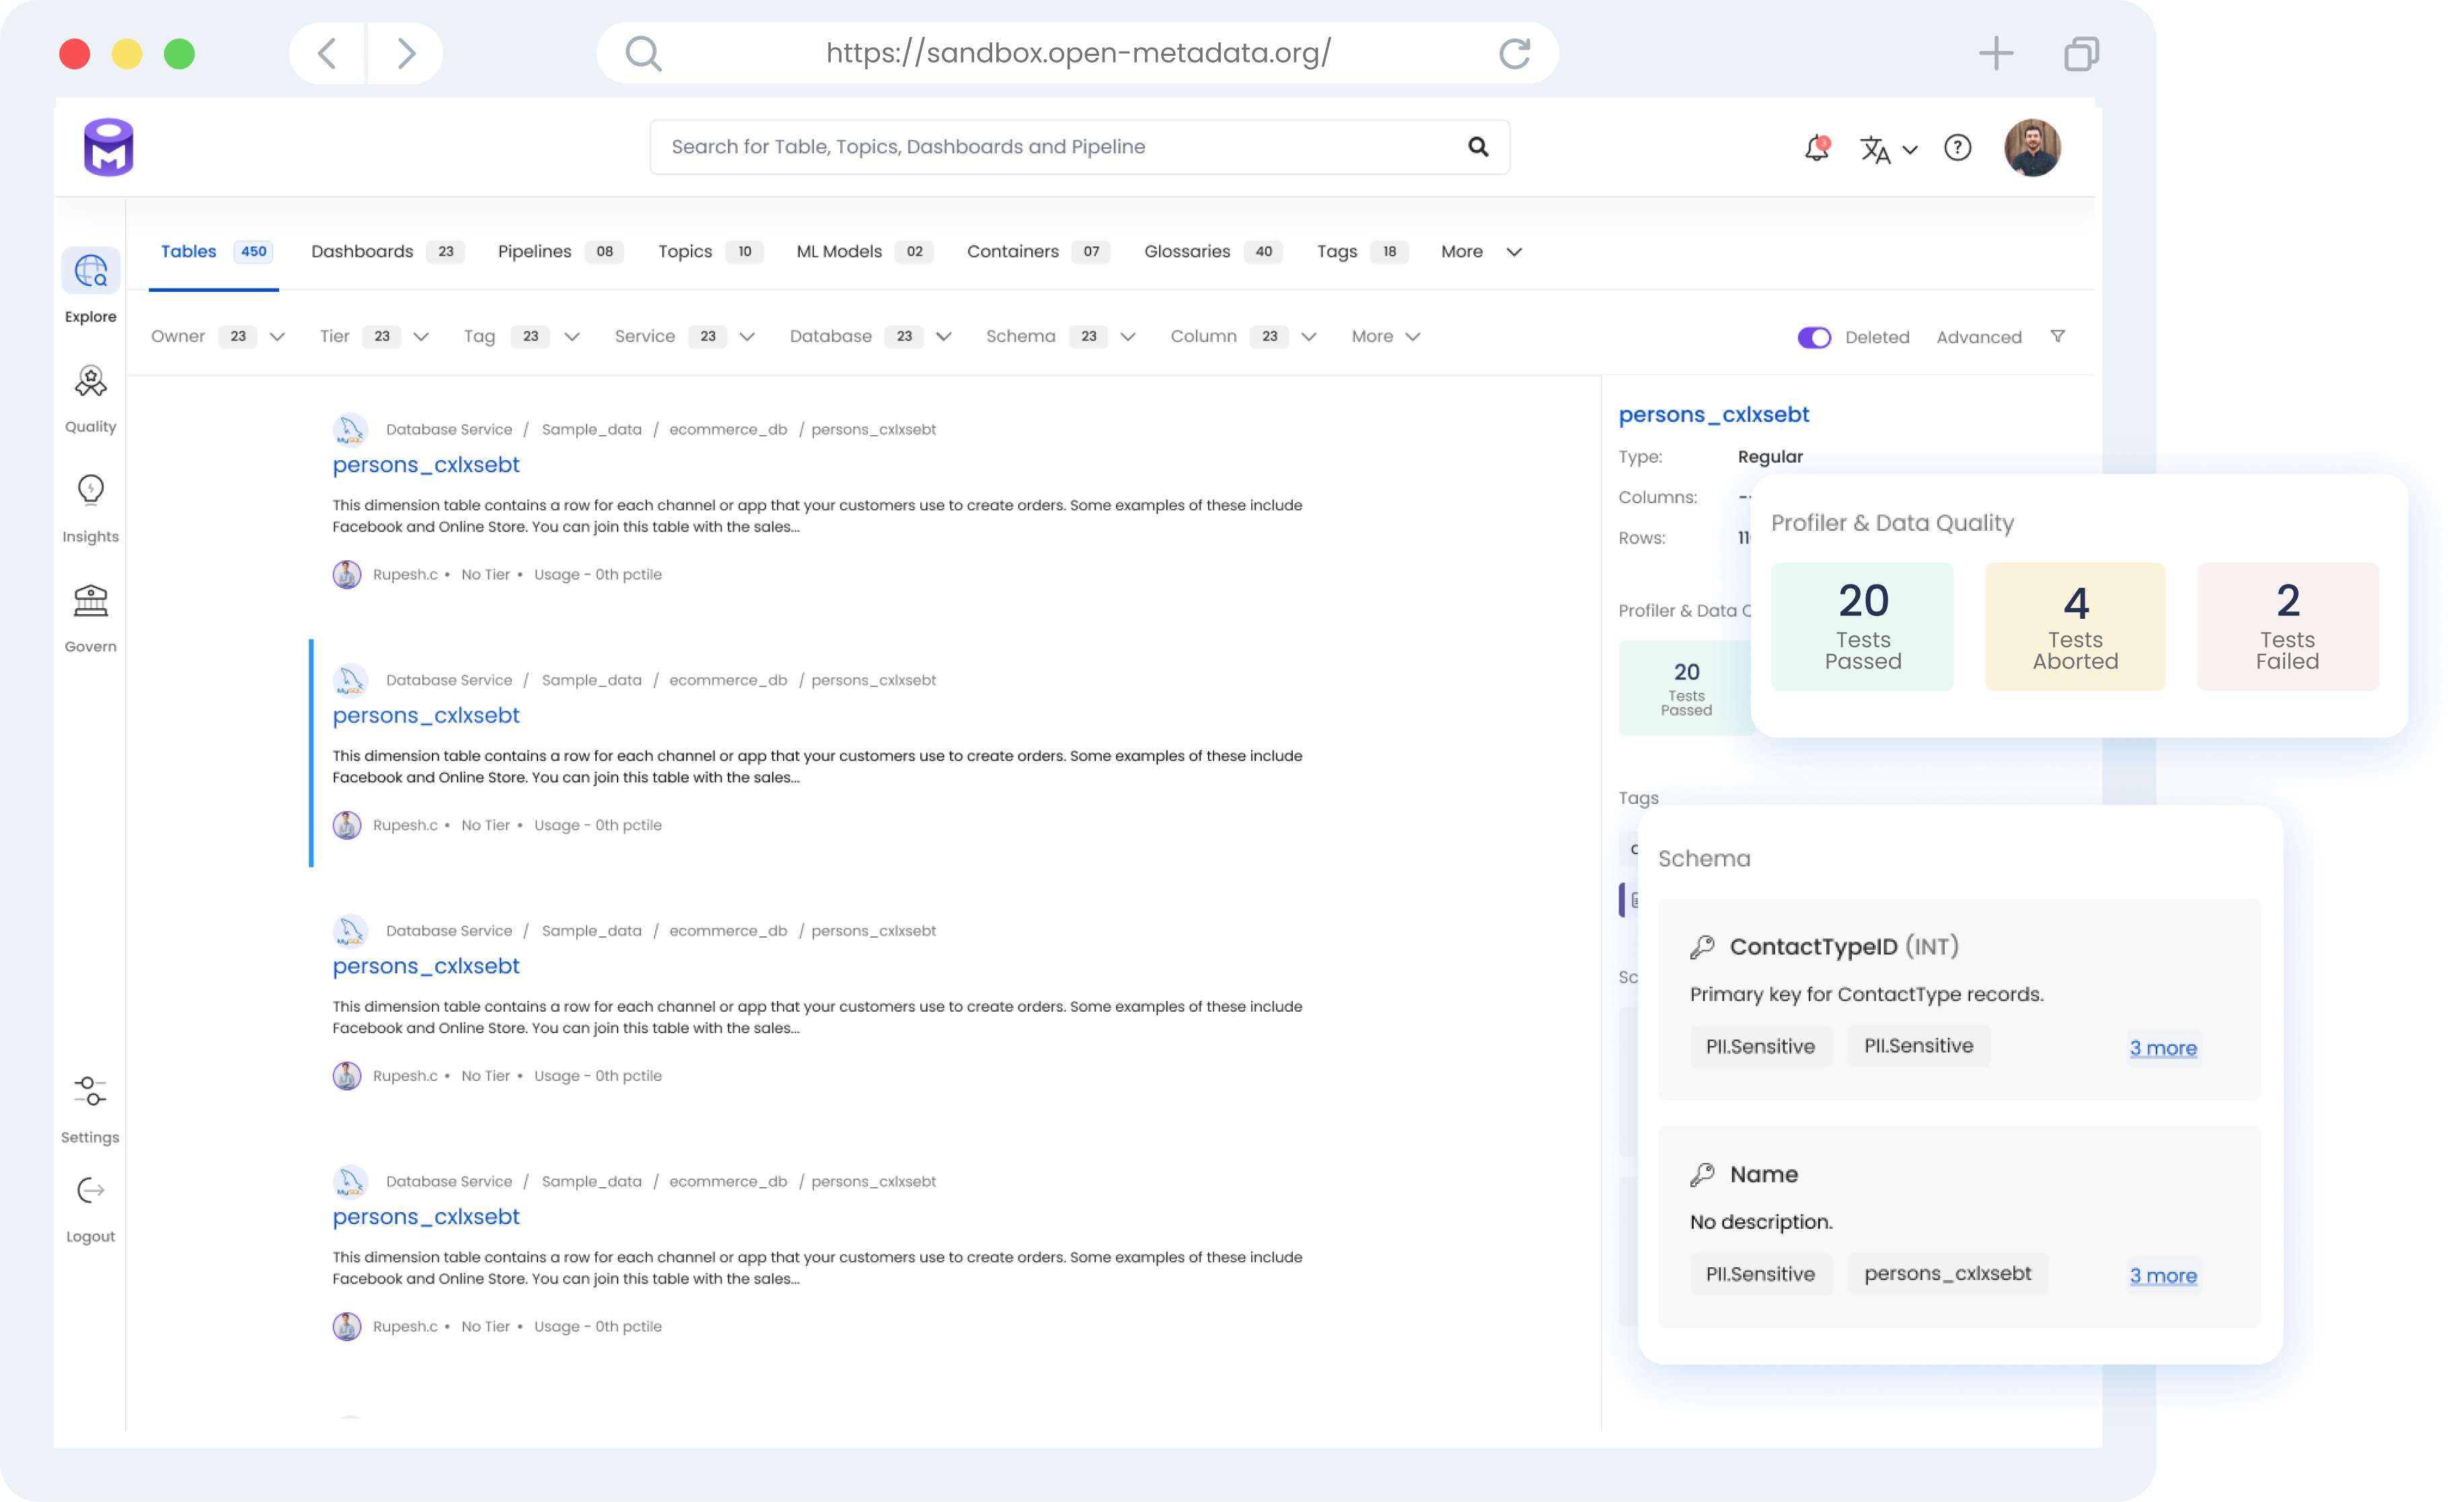 https://sandbox.open-metadata.org/
Search for Table, Topics, Dashboards and Pipeline
3
Tables 450 Dashboards 23 Pipelines 08 Topics 10 ML Models 02 Containers 07 Glossaries 40 Tags 18 More
Owner 23 Tier 23 Tag 23 Service 23 Database 23 Schema 23 Column 23 More Deleted Advanced
Explore
Quality
Insights
Govern
Settings
Logout
MySQL Database Service / Sample_data / ecommerce_db / persons_cxlxsebt
persons_cxlxsebt
This dimension table contains a row for each channel or app that your customers use to create orders. Some examples of these include
Facebook and Online Store. You can join this table with the sales...
Rupesh.c • No Tier • Usage - 0th pctile
MySQL Database Service / Sample_data / ecommerce_db / persons_cxlxsebt
persons_cxlxsebt
This dimension table contains a row for each channel or app that your customers use to create orders. Some examples of these include
Facebook and Online Store. You can join this table with the sales...
Rupesh.c • No Tier • Usage - 0th pctile
MySQL Database Service / Sample_data / ecommerce_db / persons_cxlxsebt
persons_cxlxsebt
This dimension table contains a row for each channel or app that your customers use to create orders. Some examples of these include
Facebook and Online Store. You can join this table with the sales...
Rupesh.c • No Tier • Usage - 0th pctile
MySQL Database Service / Sample_data / ecommerce_db / persons_cxlxsebt
persons_cxlxsebt
This dimension table contains a row for each channel or app that your customers use to create orders. Some examples of these include
Facebook and Online Store. You can join this table with the sales...
Rupesh.c • No Tier • Usage - 0th pctile
persons_cxlxsebt
Type: Regular
Columns: --
Rows:
Profiler & Data
20
Tests
Passed
Tags
Profiler & Data Quality
20 4 2
Tests Tests Tests
Passed Aborted Failed
Schema
ContactTypeID (INT)
Primary key for ContactType records.
PII.Sensitive PII.Sensitive 3 more
Name
No description.
PII.Sensitive persons_cxlxsebt 3 more